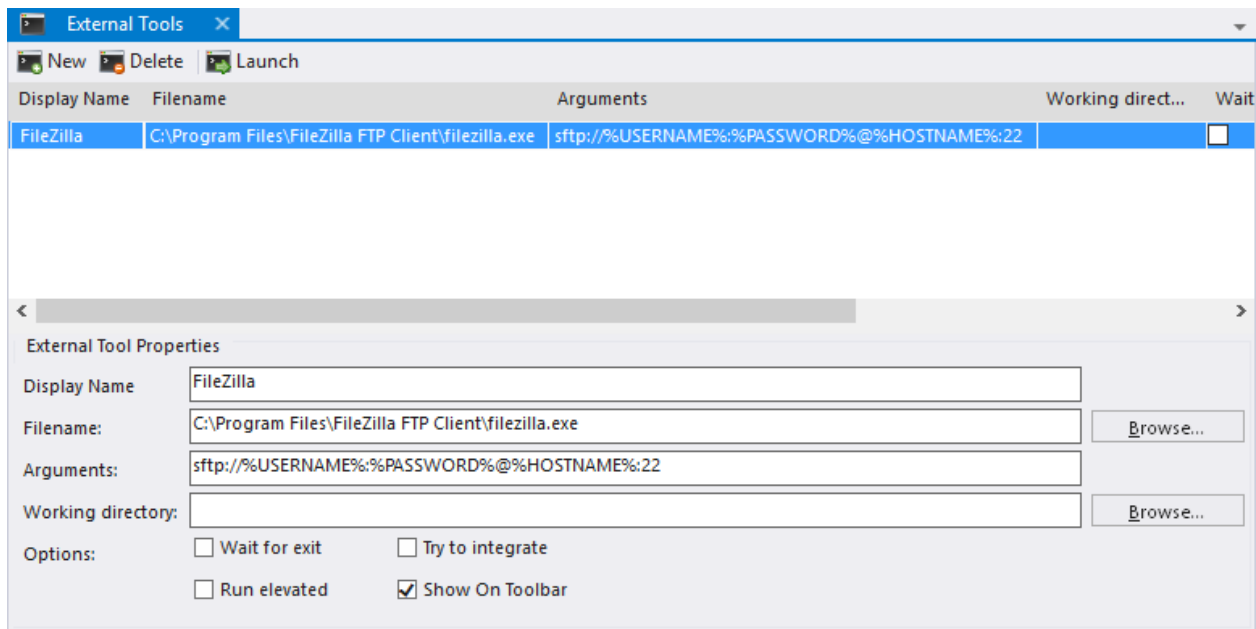 External Tools
New Delete Launch
Display Name Filename Arguments Working direct... Wait
FileZilla C:\Program Files\FileZilla FTP Client\filezilla.exe sftp://%USERNAME%:%PASSWORD%@%HOSTNAME%:22
External Tool Properties
Display Name FileZilla
Filename: C:\Program Files\FileZilla FTP Client\filezilla.exe Browse...
Arguments: sftp://%USERNAME%:%PASSWORD%@%HOSTNAME%:22
Working directory: Browse...
Options: Wait for exit Try to integrate
Run elevated Show On Toolbar